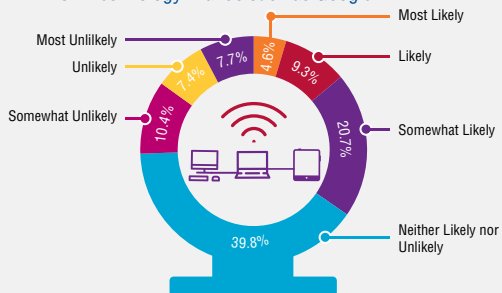 Most Likely
Most Unlilkely
4.6%
7.7%
Likely
9.3%
Unlikely
7.4%
Somewhat Unlikely
10.4%
20.7%
Somewhat Likely
Neither Likely nor
Unlikely
39.8%